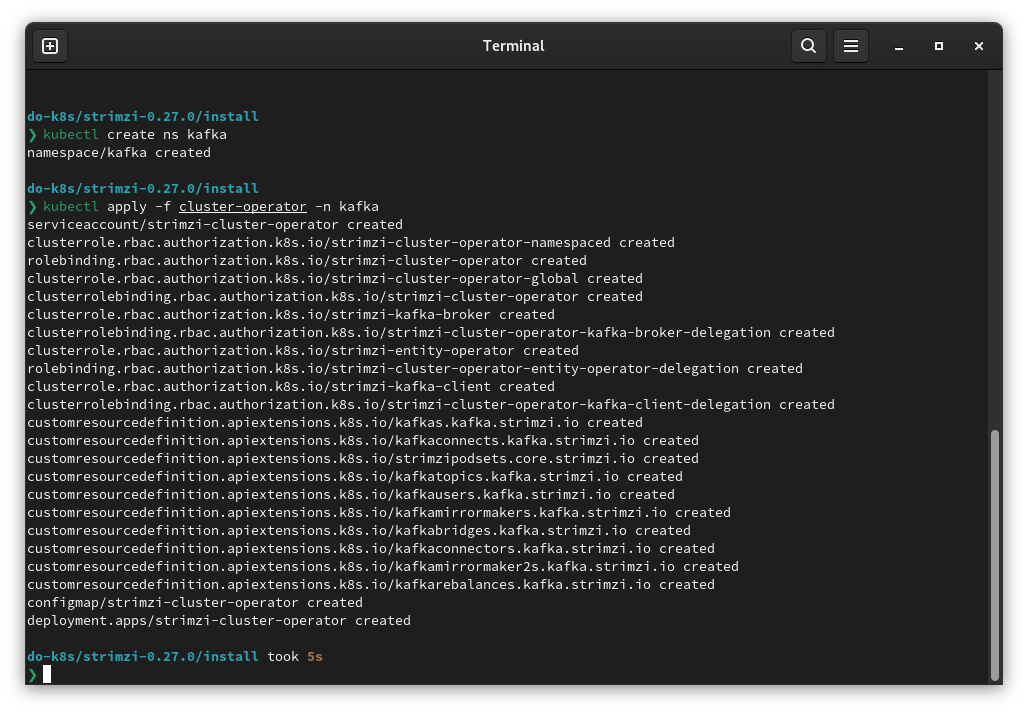 Terminal
do-k8s/strimzi-0.27.0/install
❯ kubectl create ns kafka
namespace/kafka created
do-k8s/strimzi-0.27.0/install
❯ kubectl apply -f cluster-operator -n kafka
serviceaccount/strimzi-cluster-operator created
clusterrole.rbac.authorization.k8s.io/strimzi-cluster-operator-namespaced created
rolebinding.rbac.authorization.k8s.io/strimzi-cluster-operator created
clusterrole.rbac.authorization.k8s.io/strimzi-cluster-operator-global created
clusterrolebinding.rbac.authorization.k8s.io/strimzi-cluster-operator created
clusterrole.rbac.authorization.k8s.io/strimzi-kafka-broker created
clusterrolebinding.rbac.authorization.k8s.io/strimzi-cluster-operator-kafka-broker-delegation created
clusterrole.rbac.authorization.k8s.io/strimzi-entity-operator created
rolebinding.rbac.authorization.k8s.io/strimzi-cluster-operator-entity-operator-delegation created
clusterrole.rbac.authorization.k8s.io/strimzi-kafka-client created
clusterrolebinding.rbac.authorization.k8s.io/strimzi-cluster-operator-kafka-client-delegation created
customresourcedefinition.apiextensions.k8s.io/kafkas.kafka.strimzi.io created
customresourcedefinition.apiextensions.k8s.io/kafkaconnects.kafka.strimzi.io created
customresourcedefinition.apiextensions.k8s.io/strimzipodsets.core.strimzi.io created
customresourcedefinition.apiextensions.k8s.io/kafkatopics.kafka.strimzi.io created
customresourcedefinition.apiextensions.k8s.io/kafkausers.kafka.strimzi.io created
customresourcedefinition.apiextensions.k8s.io/kafkamirrormakers.kafka.strimzi.io created
customresourcedefinition.apiextensions.k8s.io/kafkabridges.kafka.strimzi.io created
customresourcedefinition.apiextensions.k8s.io/kafkaconnectors.kafka.strimzi.io created
customresourcedefinition.apiextensions.k8s.io/kafkamirrormaker2s.kafka.strimzi.io created
customresourcedefinition.apiextensions.k8s.io/kafkarebalances.kafka.strimzi.io created
configmap/strimzi-cluster-operator created
deployment.apps/strimzi-cluster-operator created
do-k8s/strimzi-0.27.0/install took 5s
❯